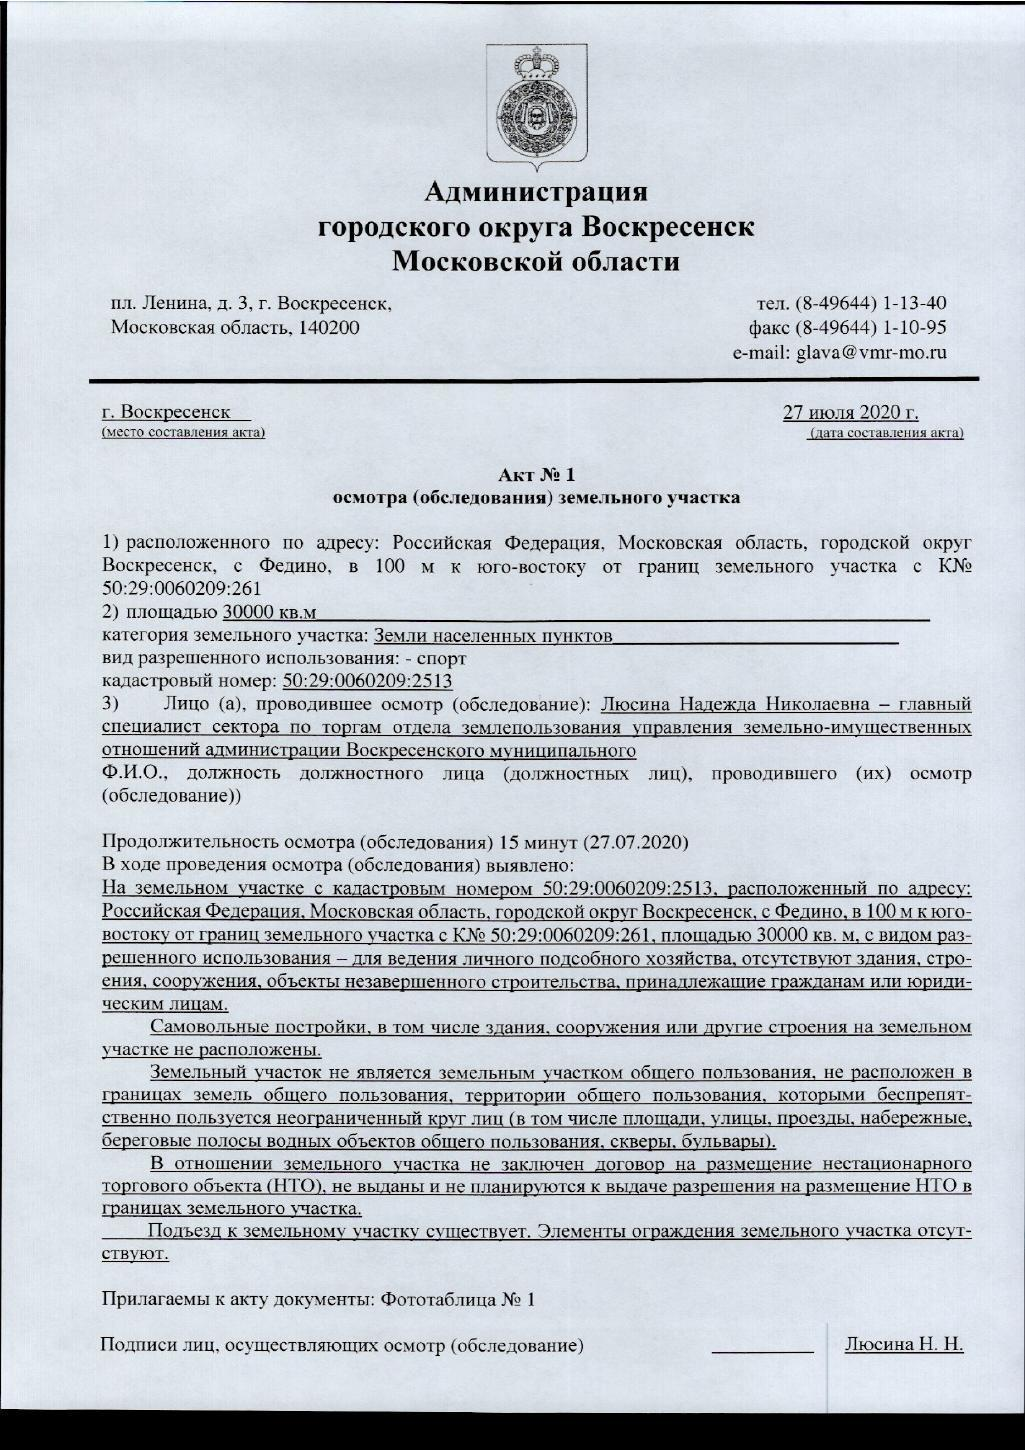 Администрация
городского округа Воскресенск
Московской области
пл. Ленина, д. 3, г. Воскресенск,
Московская область, 140200
тел. (8-49644) 1-13-40
факс (8-49644) 1-10-95
e-mail: glava@vmr-mo.ru
г. Воскресенск
(место составления акта)
27 июля 2020 г.
(дата составления акта)
Акт № 1
осмотра (обследования) земельного участка
1) расположенного по адресу: Российская Федерация, Московская область, городской округ
Воскресенск, с Федино, в 100 м к юго-востоку от границ земельного участка с К№
50:29:0060209:261
2) площадью 30000 кв.м
категория земельного участка: Земли населенных пунктов
вид разрешенного использования: - спорт
кадастровый номер: 50:29:0060209:2513
3) Лицо (а), проводившее осмотр (обследование): Люсина Надежда Николаевна – главный
специалист сектора по торгам отдела землепользования управления земельно-имущественных
отношений администрации Воскресенского муниципального
Ф.И.О., должность должностного лица (должностных лиц), проводившего (их) осмотр
(обследование))
Продолжительность осмотра (обследования) 15 минут (27.07.2020)
В ходе проведения осмотра (обследования) выявлено:
На земельном участке с кадастровым номером 50:29:0060209:2513, расположенный по адресу:
Российская Федерация, Московская область, городской округ Воскресенск, с Федино, в 100 м к юго-
востоку от границ земельного участка с К№ 50:29:0060209:261, площадью 30000 кв. м, с видом раз-
решенного использования – для ведения личного подсобного хозяйства, отсутствуют здания, стро-
ения, сооружения, объекты незавершенного строительства, принадлежащие гражданам или юриди-
ческим лицам.
Самовольные постройки, в том числе здания, сооружения или другие строения на земельном
участке не расположены.
Земельный участок не является земельным участком общего пользования, не расположен в
границах земель общего пользования, территории общего пользования, которыми беспрепят-
ственно пользуется неограниченный круг лиц (в том числе площади, улицы, проезды, набережные,
береговые полосы водных объектов общего пользования, скверы, бульвары).
В отношении земельного участка не заключен договор на размещение нестационарного
торгового объекта (НТО), не выданы и не планируются к выдаче разрешения на размещение НТО в
границах земельного участка.
Подъезд к земельному участку существует. Элементы ограждения земельного участка отсут-
ствуют.
Прилагаемы к акту документы: Фототаблица № 1
Подписи лиц, осуществляющих осмотр (обследование) __________ Люсина Н. Н.